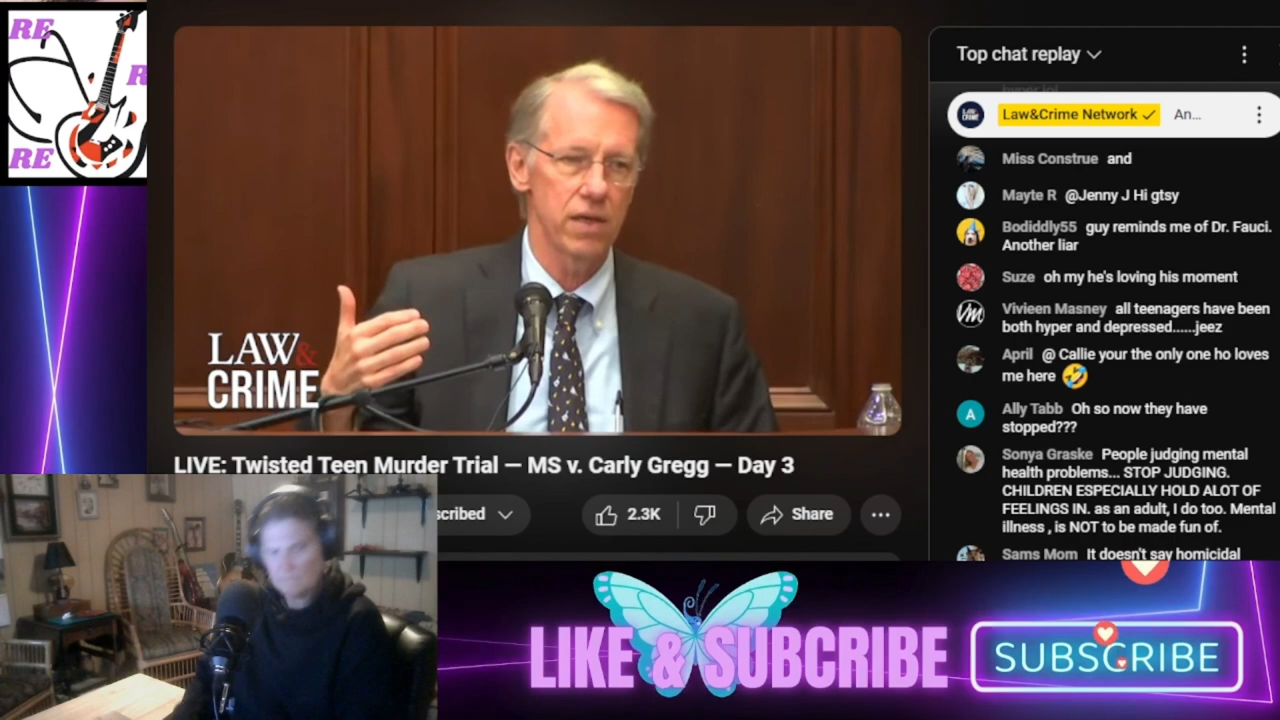 RE
R
RE
LAW&
CRIME
LIVE: Twisted Teen Murder Trial — MS v. Carly Gregg — Day 3
scribed
2.3K
Share
Top chat replay
hyper lol
Law&Crime Network
An...
Miss Construe and
Mayte R @Jenny J Hi gtsy
Bodiddly55 guy reminds me of Dr. Fauci.
Another liar
Suze oh my he's loving his moment
Vivieen Masney all teenagers have been
both hyper and depressed......jeez
April @ Callie your the only one ho loves
me here 🤣
A
Ally Tabb Oh so now they have
stopped???
Sonya Graske People judging mental
health problems... STOP JUDGING.
CHILDREN ESPECIALLY HOLD ALOT OF
FEELINGS IN. as an adult, I do too. Mental
illness , is NOT to be made fun of.
Sams Mom It doesn't say homicidal
LIKE & SUBCRIBE
SUBSCRIBE